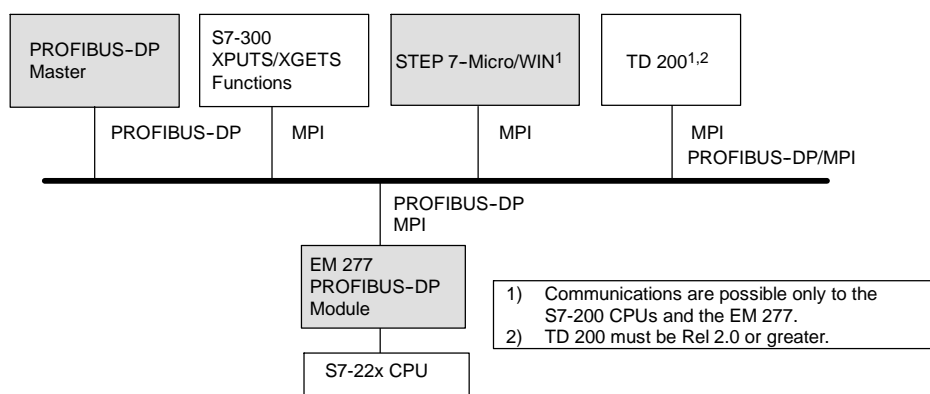 PROFIBUS-DP
Master
S7-300
XPUTS/XGETS
Functions
STEP 7-Micro/WIN¹
TD 200¹,²
PROFIBUS-DP
MPI
MPI
MPI
PROFIBUS-DP/MPI
PROFIBUS-DP
MPI
EM 277
PROFIBUS-DP
Module
S7-22x CPU
1) Communications are possible only to the
S7-200 CPUs and the EM 277.
2) TD 200 must be Rel 2.0 or greater.